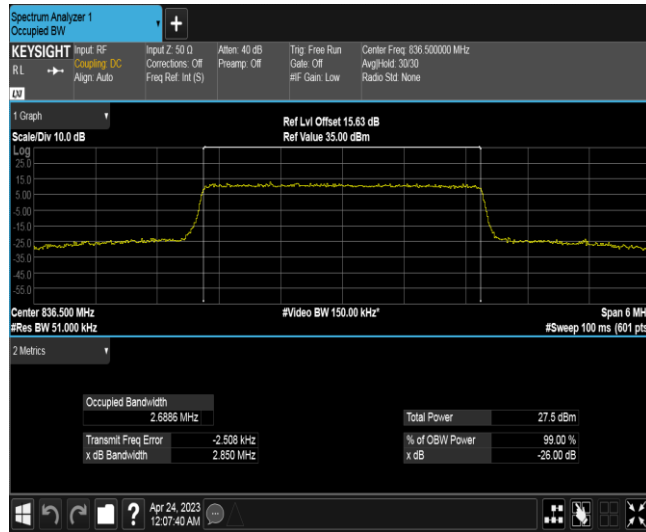 Spectrum Analyzer 1
Occupied BW
+
KEYSIGHT
R L
LXI
Input: RF
Coupling: DC
Align: Auto
Input Z: 50 Ω
Corrections: Off
Freq Ref: Int (S)
Atten: 40 dB
Preamp: Off
Trig: Free Run
Gate: Off
#IF Gain: Low
Center Freq: 836.500000 MHz
Avg|Hold: 30/30
Radio Std: None
1 Graph
Scale/Div 10.0 dB
Ref Lvl Offset 15.63 dB
Ref Value 35.00 dBm
Log
25.0
15.0
5.00
-5.00
-15.0
-25.0
-35.0
-45.0
-55.0
Center 836.500 MHz
#Res BW 51.000 kHz
#Video BW 150.00 kHz*
Span 6 MH
#Sweep 100 ms (601 pts
2 Metrics
Occupied Bandwidth
2.6886 MHz
Transmit Freq Error -2.508 kHz
x dB Bandwidth 2.850 MHz
Total Power 27.5 dBm
% of OBW Power 99.00 %
x dB -26.00 dB
?
Apr 24, 2023
12:07:40 AM